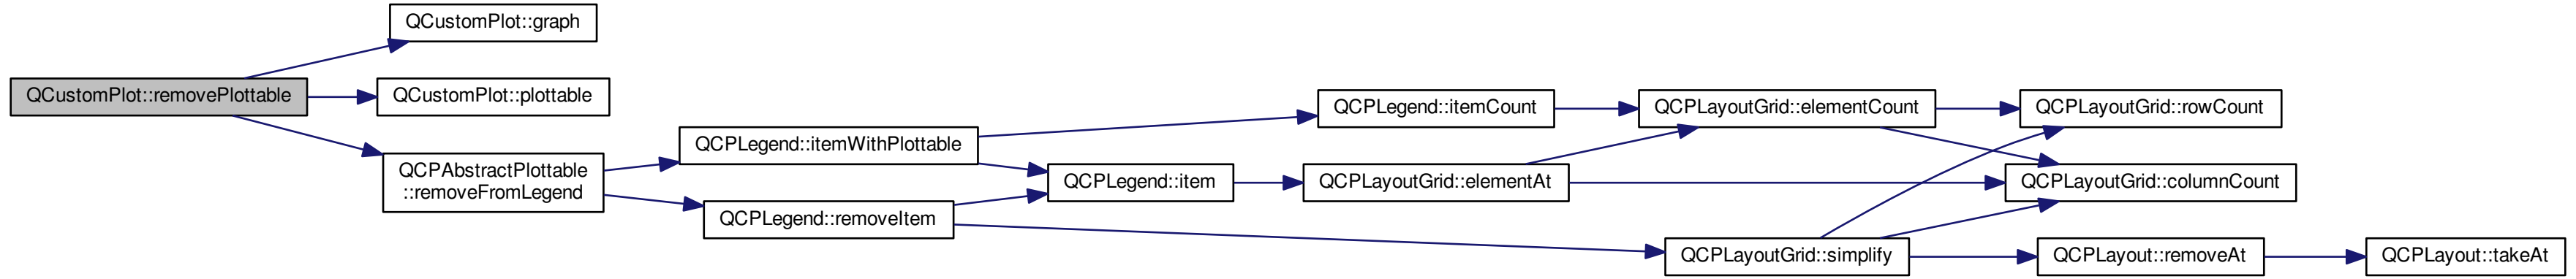 QCustomPlot::removePlottable
QCustomPlot::graph
QCustomPlot::plottable
QCPAbstractPlottable
::removeFromLegend
QCPLegend::itemWithPlottable
QCPLegend::removeItem
QCPLegend::item
QCPLegend::itemCount
QCPLayoutGrid::elementAt
QCPLayoutGrid::elementCount
QCPLayoutGrid::simplify
QCPLayoutGrid::rowCount
QCPLayoutGrid::columnCount
QCPLayout::removeAt
QCPLayout::takeAt